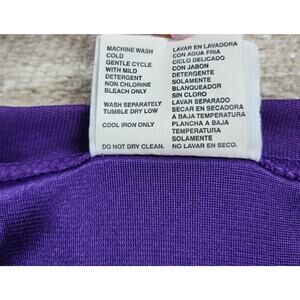 MACHINE WASH
COLD
GENTLE CYCLE
WITH MILD
DETERGENT
NON CHLORINE
BLEACH ONLY
WASH SEPARATELY
TUMBLE DRY LOW
COOL IRON ONLY
DO NOT DRY CLEAN.
LAVAR EN LAVADORA
CON AGUA FRIA
CICLO DELICADO
CON JABON
DETERGENTE
SOLAMENTE
BLANQUEADOR
SIN CLORO
LAVAR SEPARADO
SECAR EN SECADORA
A BAJA TEMPERATURA
PLANCHA A BAJA
TEMPERATURA
SOLAMENTE
NO LAVAR EN SECO.